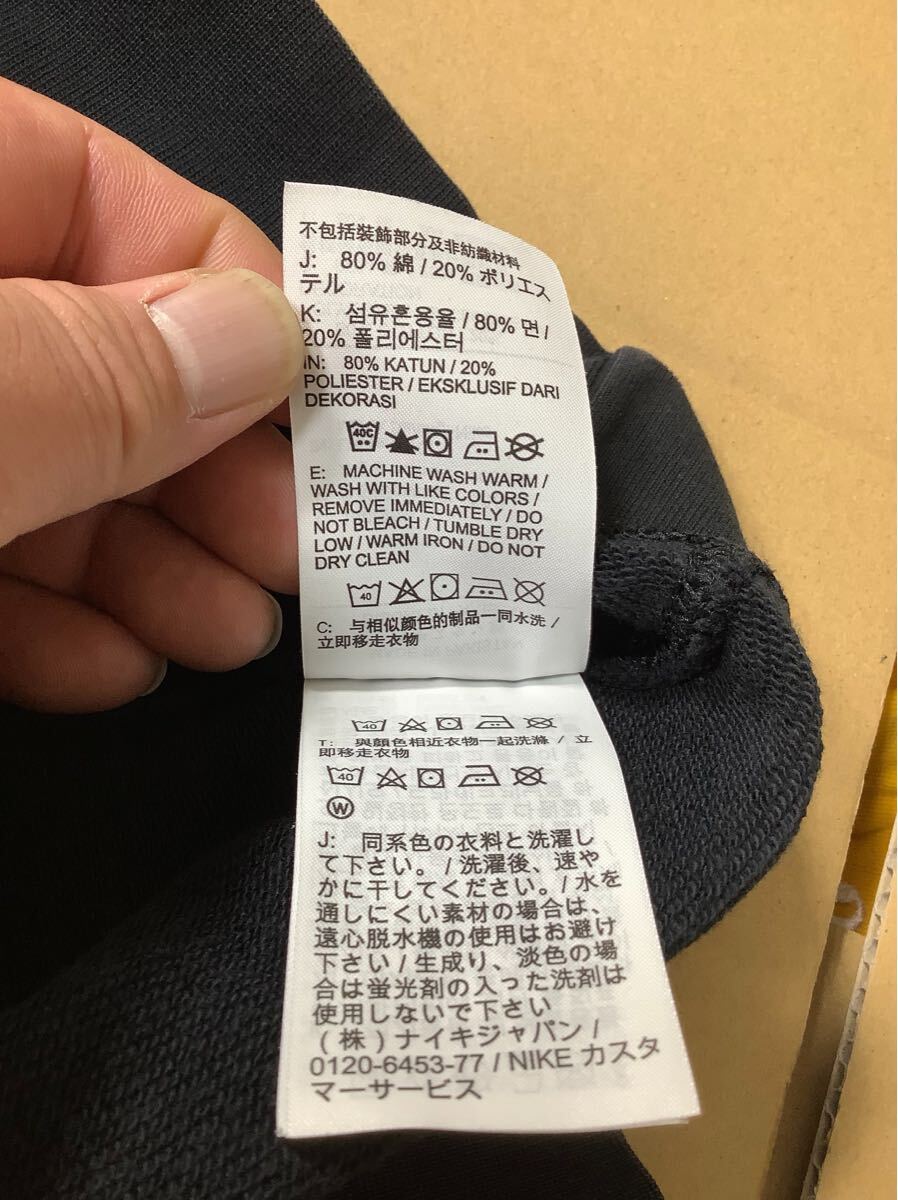 不包括裝飾部分及非紡織材料
J: 80% 綿 / 20% ポリエス
テル
K: 섬유혼용율 / 80% 면 /
20% 폴리에스터
IN: 80% KATUN / 20%
POLIESTER / EKSKLUSIF DARI
DEKORASI
40C
E: MACHINE WASH WARM /
WASH WITH LIKE COLORS /
REMOVE IMMEDIATELY / DO
NOT BLEACH / TUMBLE DRY
LOW / WARM IRON / DO NOT
DRY CLEAN
40
C: 与相似颜色的制品一同水洗 /
立即移走衣物
40
T: 與顏色相近衣物一起洗滌 / 立
即移走衣物
40
W
J: 同系色の衣料と洗濯し
て下さい。/ 洗濯後、速や
かに干してください。/ 水を
通しにくい素材の場合は、
遠心脱水機の使用はお避け
下さい / 生成り、淡色の場
合は蛍光剤の入った洗剤は
使用しないで下さい
(株) ナイキジャパン /
0120-6453-77 / NIKE カスタ
マーサービス